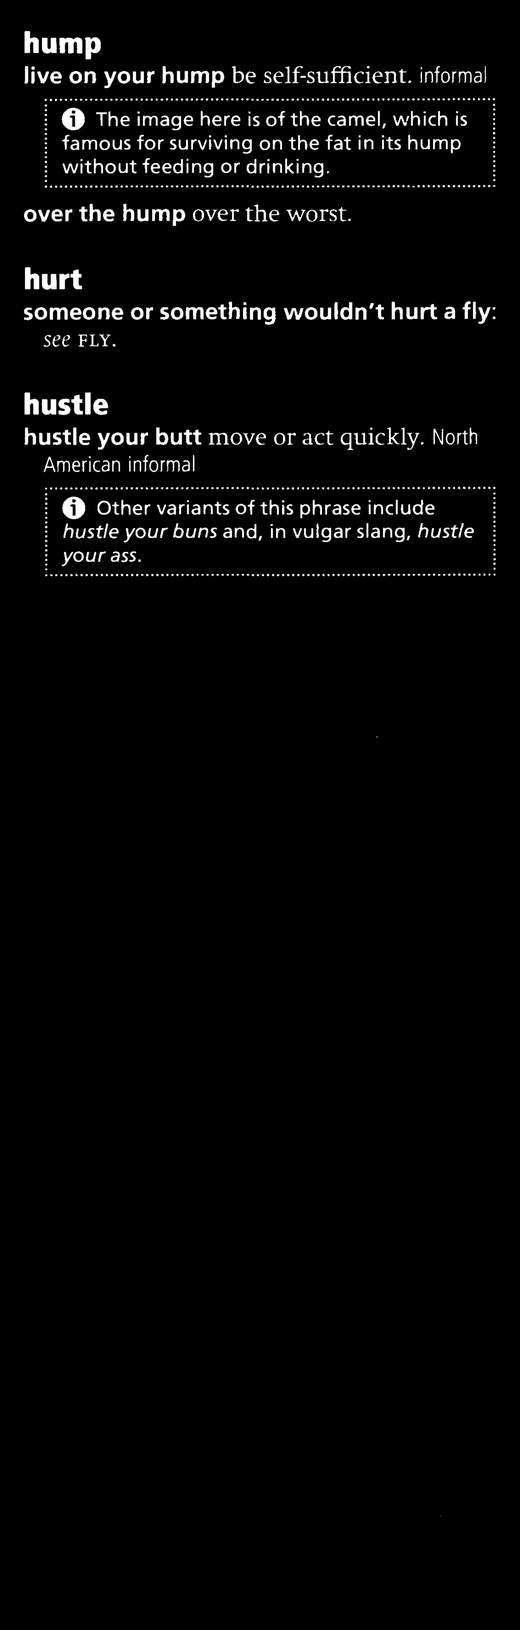 hump
live on your hump be self-sufficient. informal
ⓘ The image here is of the camel, which is
famous for surviving on the fat in its hump
without feeding or drinking.
over the hump over the worst.
hurt
someone or something wouldn't hurt a fly:
see FLY.
hustle
hustle your butt move or act quickly. North
American informal
ⓘ Other variants of this phrase include
hustle your buns and, in vulgar slang, hustle
your ass.